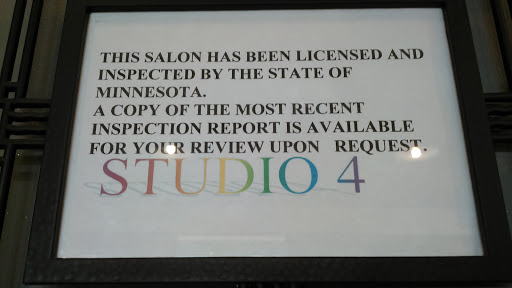 THIS SALON HAS BEEN LICENSED AND
INSPECTED BY THE STATE OF
MINNESOTA.
A COPY OF THE MOST RECENT
INSPECTION REPORT IS AVAILABLE
FOR YOUR REVIEW UPON REQUEST.
STUDIO 4